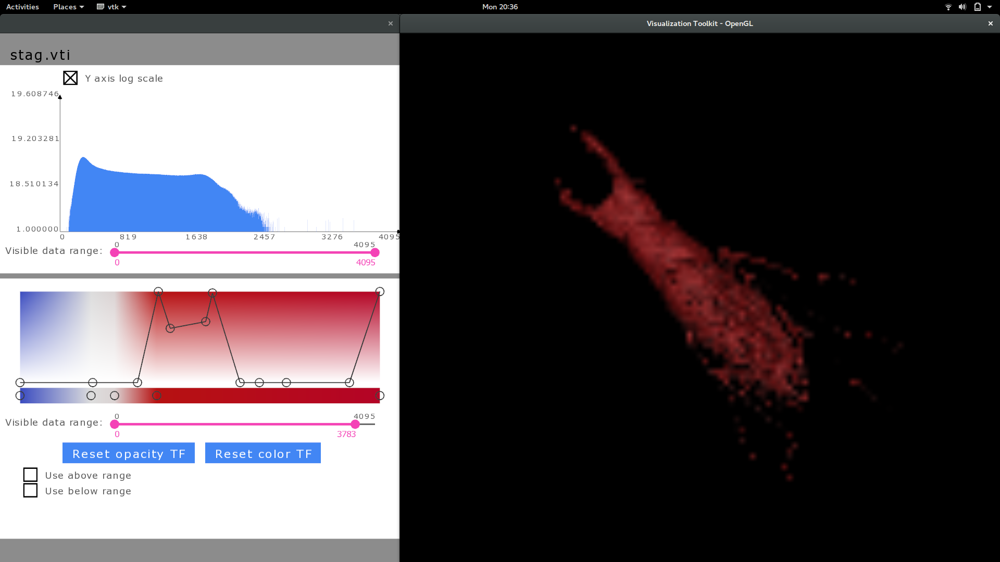 Activities Places vtk Mon 20:36
Visualization Toolkit - OpenGL
stag.vti
Y axis log scale
19.608746
19.203281
18.510134
1.000000
0 819 1638 2457 3276 4095
0 4095
Visible data range:
0 4095
0 4095
Visible data range:
0 3783
Reset opacity TF Reset color TF
Use above range
Use below range